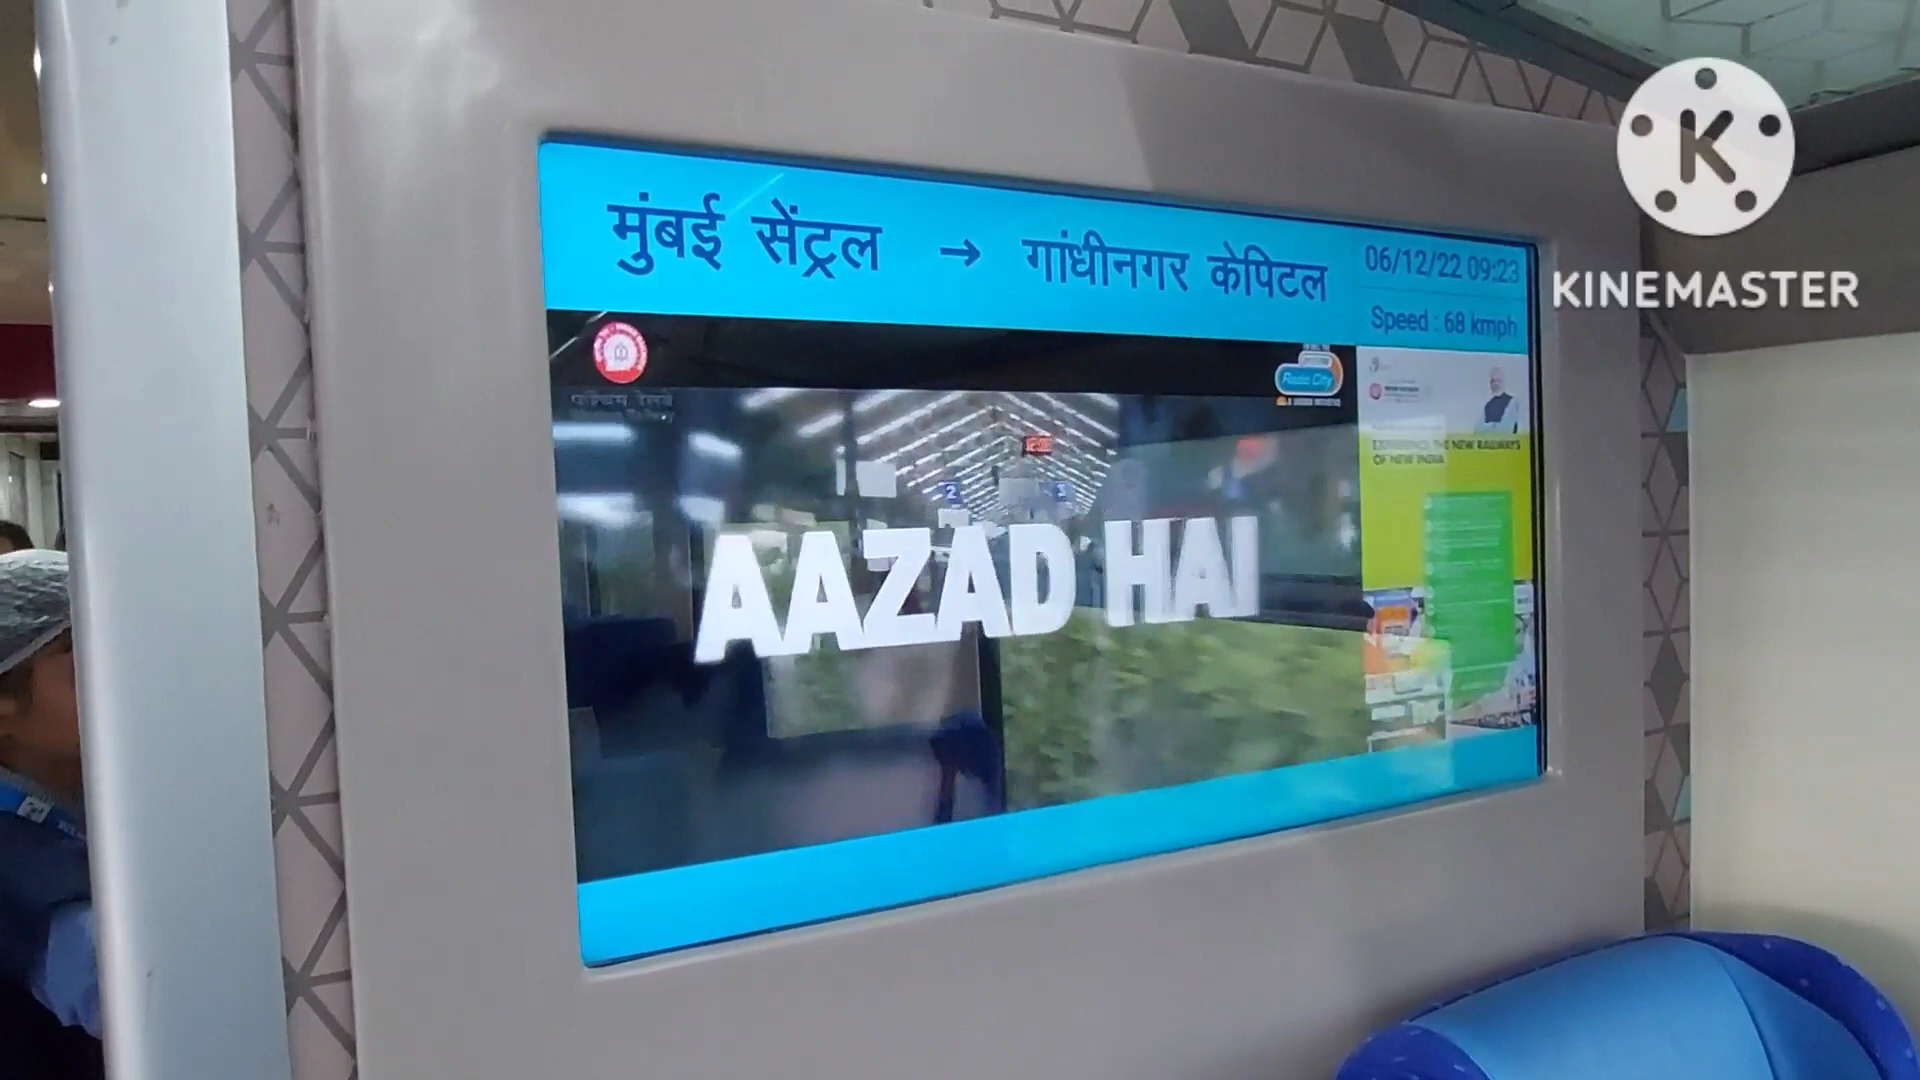 मुंबई सेंट्रल → गांधीनगर केपिटल
06/12/22 09:23
Speed : 68 kmph
K
KINEMASTER
Radio City
EXPERIENCE THE NEW RAILWAYS
OF NEW INDIA
2
AAZAD HAI